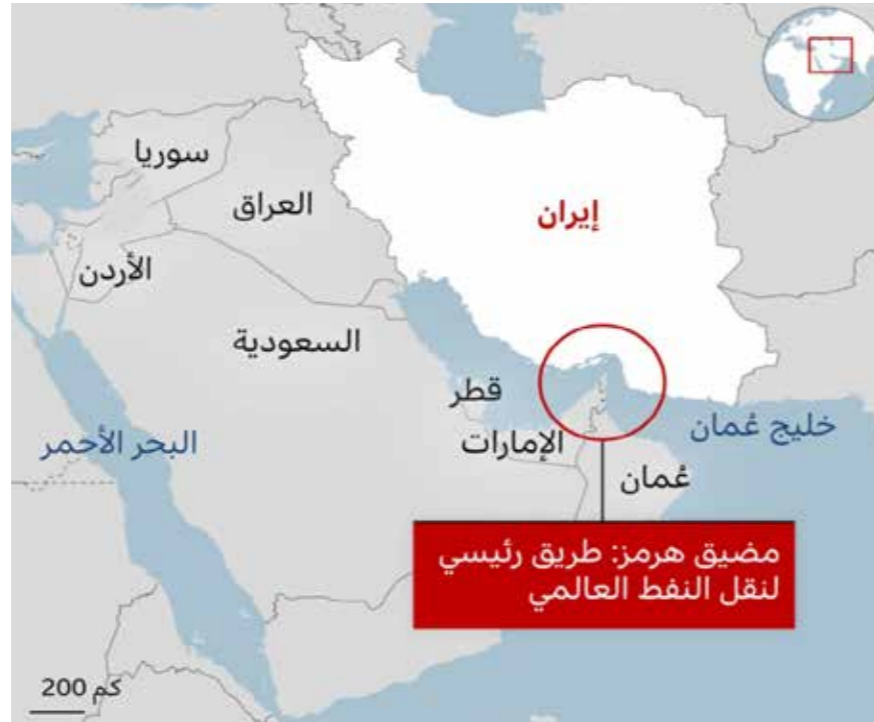 سوريا
العراق
إيران
الأردن
السعودية
قطر
خليج عُمان
البحر الأحمر
الإمارات
عُمان
مضيق هرمز: طريق رئيسي
لنقل النفط العالمي
200 كم